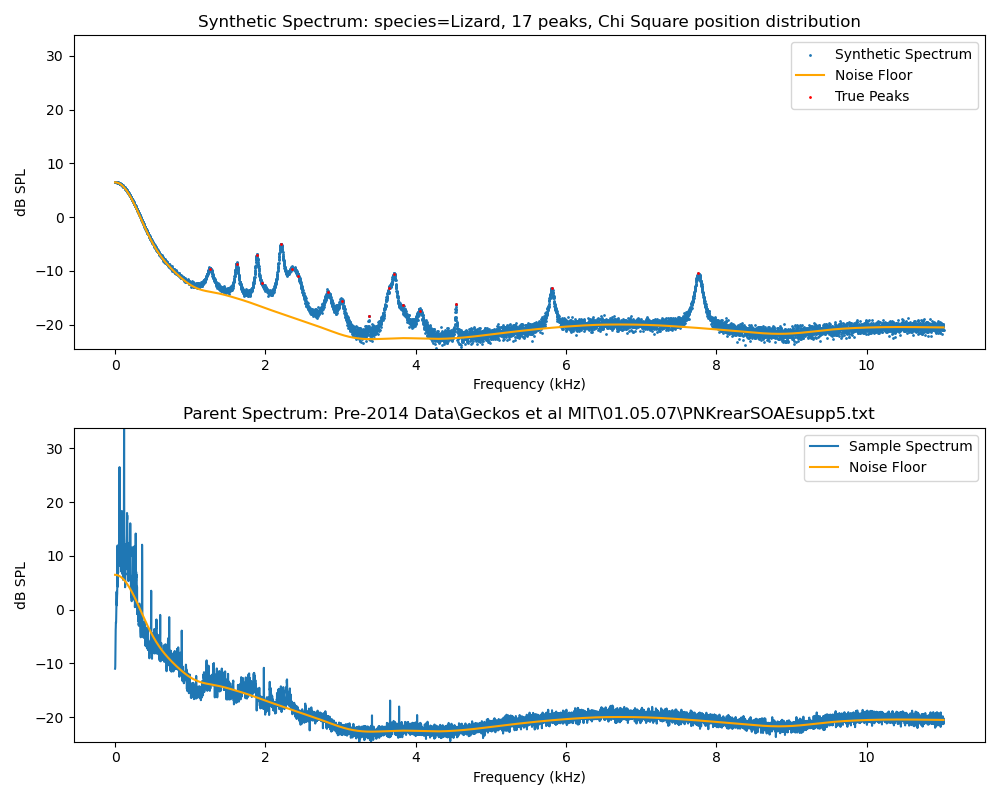 Synthetic Spectrum: species=Lizard, 17 peaks, Chi Square position distribution
30
20
10
0
−10
−20
dB SPL
Synthetic Spectrum
Noise Floor
True Peaks
0 2 4 6 8 10
Frequency (kHz)
Parent Spectrum: Pre-2014 Data\Geckos et al MIT\01.05.07\PNKrearSOAEsupp5.txt
30
20
10
0
−10
−20
dB SPL
Sample Spectrum
Noise Floor
0 2 4 6 8 10
Frequency (kHz)